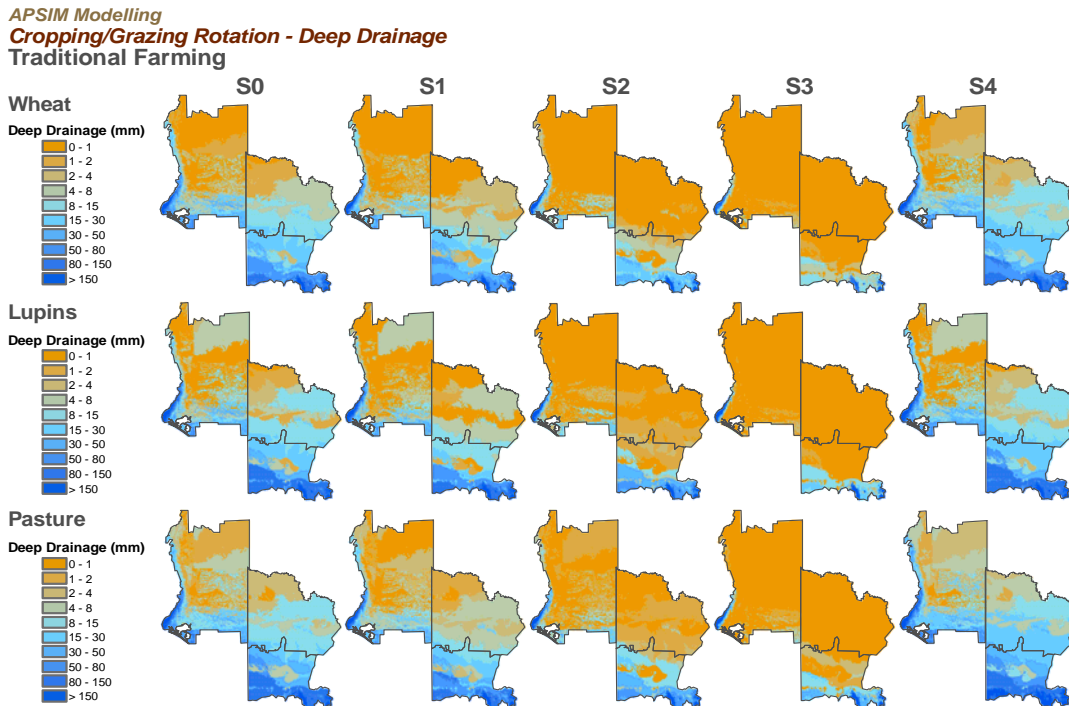 APSIM Modelling
Cropping/Grazing Rotation - Deep Drainage
Traditional Farming
S0 S1 S2 S3 S4
Wheat
Deep Drainage (mm)
0 - 1
1 - 2
2 - 4
4 - 8
8 - 15
15 - 30
30 - 50
50 - 80
80 - 150
> 150
Lupins
Deep Drainage (mm)
0 - 1
1 - 2
2 - 4
4 - 8
8 - 15
15 - 30
30 - 50
50 - 80
80 - 150
> 150
Pasture
Deep Drainage (mm)
0 - 1
1 - 2
2 - 4
4 - 8
8 - 15
15 - 30
30 - 50
50 - 80
80 - 150
> 150